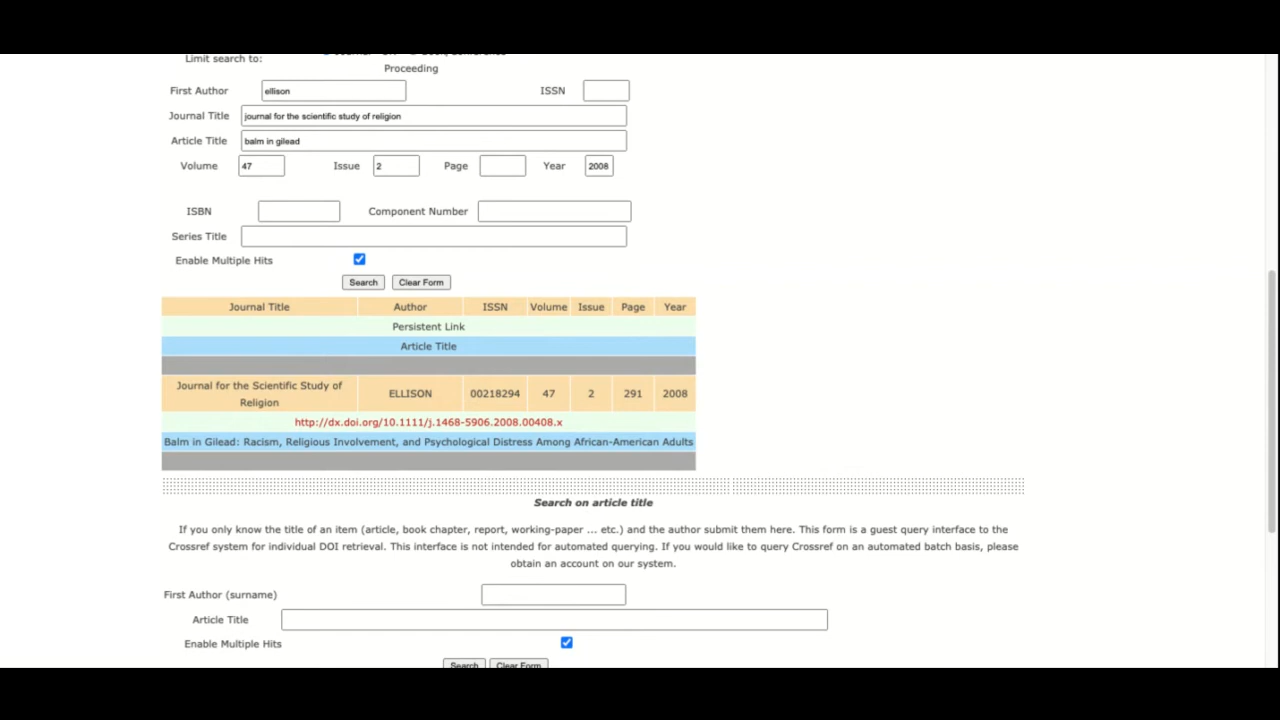 Limit search to:
Proceeding
First Author ellison ISSN
Journal Title journal for the scientific study of religion
Article Title balm in gilead
Volume 47 Issue 2 Page Year 2008
ISBN Component Number
Series Title
Enable Multiple Hits
Search Clear Form
Journal Title Author ISSN Volume Issue Page Year
Persistent Link
Article Title
Journal for the Scientific Study of Religion ELLISON 00218294 47 2 291 2008
http://dx.doi.org/10.1111/j.1468-5906.2008.00408.x
Balm in Gilead: Racism, Religious Involvement, and Psychological Distress Among African-American Adults
Search on article title
If you only know the title of an item (article, book chapter, report, working-paper ... etc.) and the author submit them here. This form is a guest query interface to the
Crossref system for individual DOI retrieval. This interface is not intended for automated querying. If you would like to query Crossref on an automated batch basis, please
obtain an account on our system.
First Author (surname)
Article Title
Enable Multiple Hits
Search Clear Form